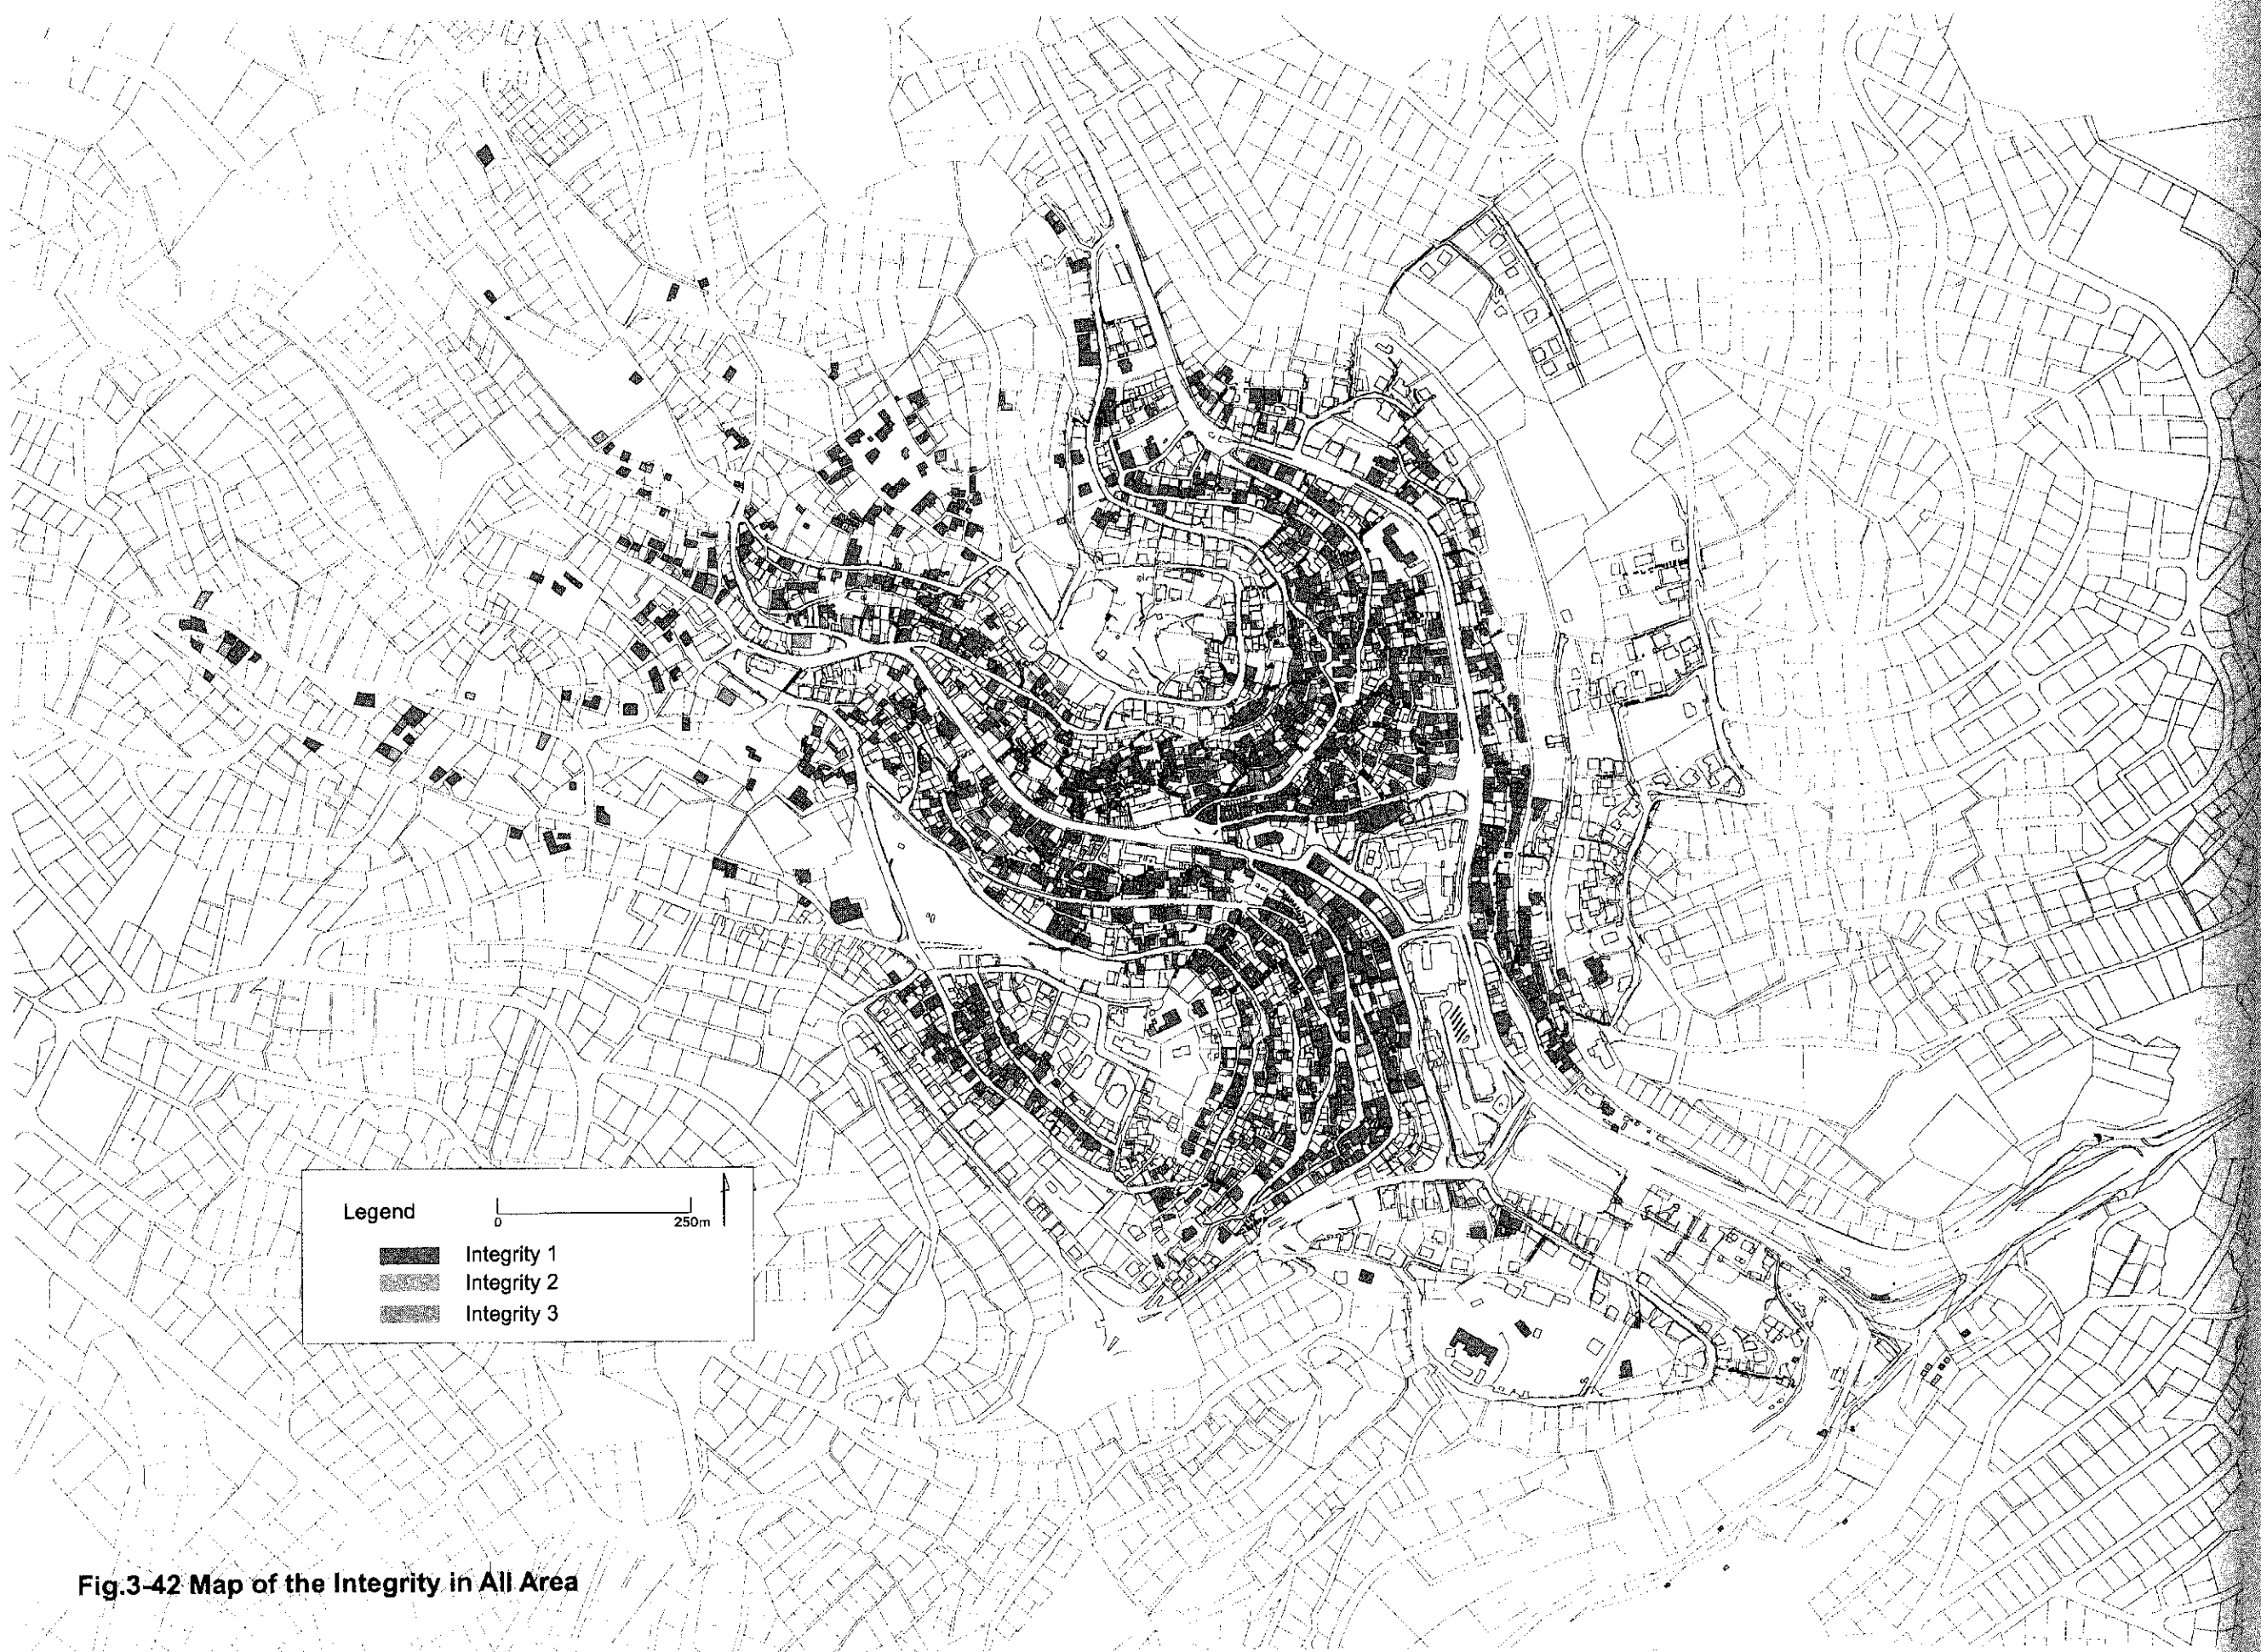 Legend
0 250m
Integrity 1
Integrity 2
Integrity 3
Fig.3-42 Map of the Integrity in All Area